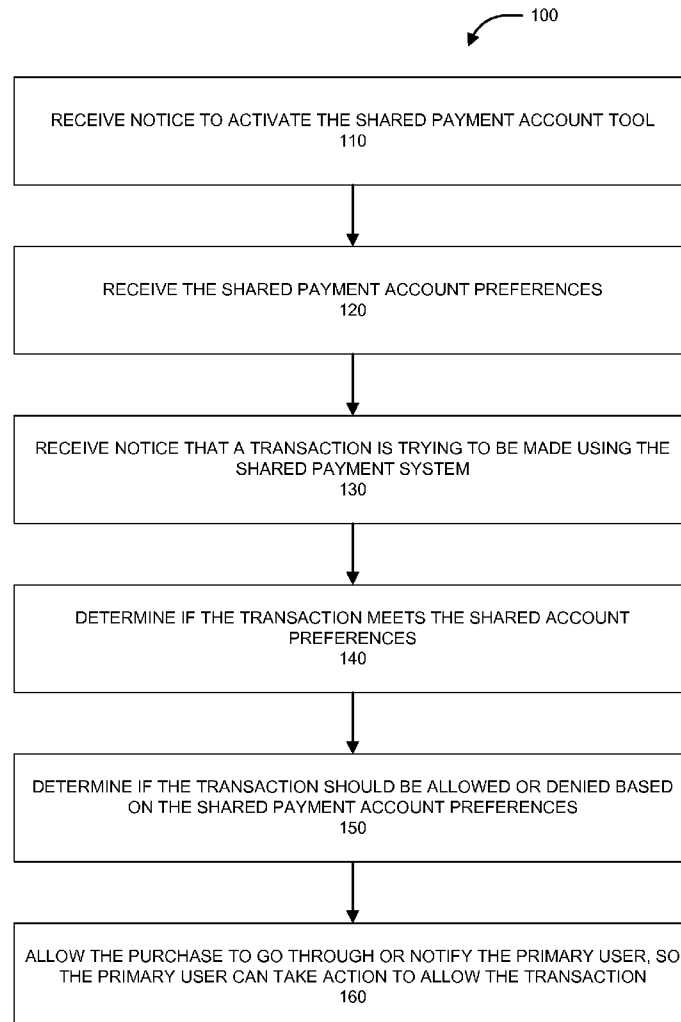 100
RECEIVE NOTICE TO ACTIVATE THE SHARED PAYMENT ACCOUNT TOOL
110
RECEIVE THE SHARED PAYMENT ACCOUNT PREFERENCES
120
RECEIVE NOTICE THAT A TRANSACTION IS TRYING TO BE MADE USING THE
SHARED PAYMENT SYSTEM
130
DETERMINE IF THE TRANSACTION MEETS THE SHARED ACCOUNT
PREFERENCES
140
DETERMINE IF THE TRANSACTION SHOULD BE ALLOWED OR DENIED BASED
ON THE SHARED PAYMENT ACCOUNT PREFERENCES
150
ALLOW THE PURCHASE TO GO THROUGH OR NOTIFY THE PRIMARY USER, SO
THE PRIMARY USER CAN TAKE ACTION TO ALLOW THE TRANSACTION
160